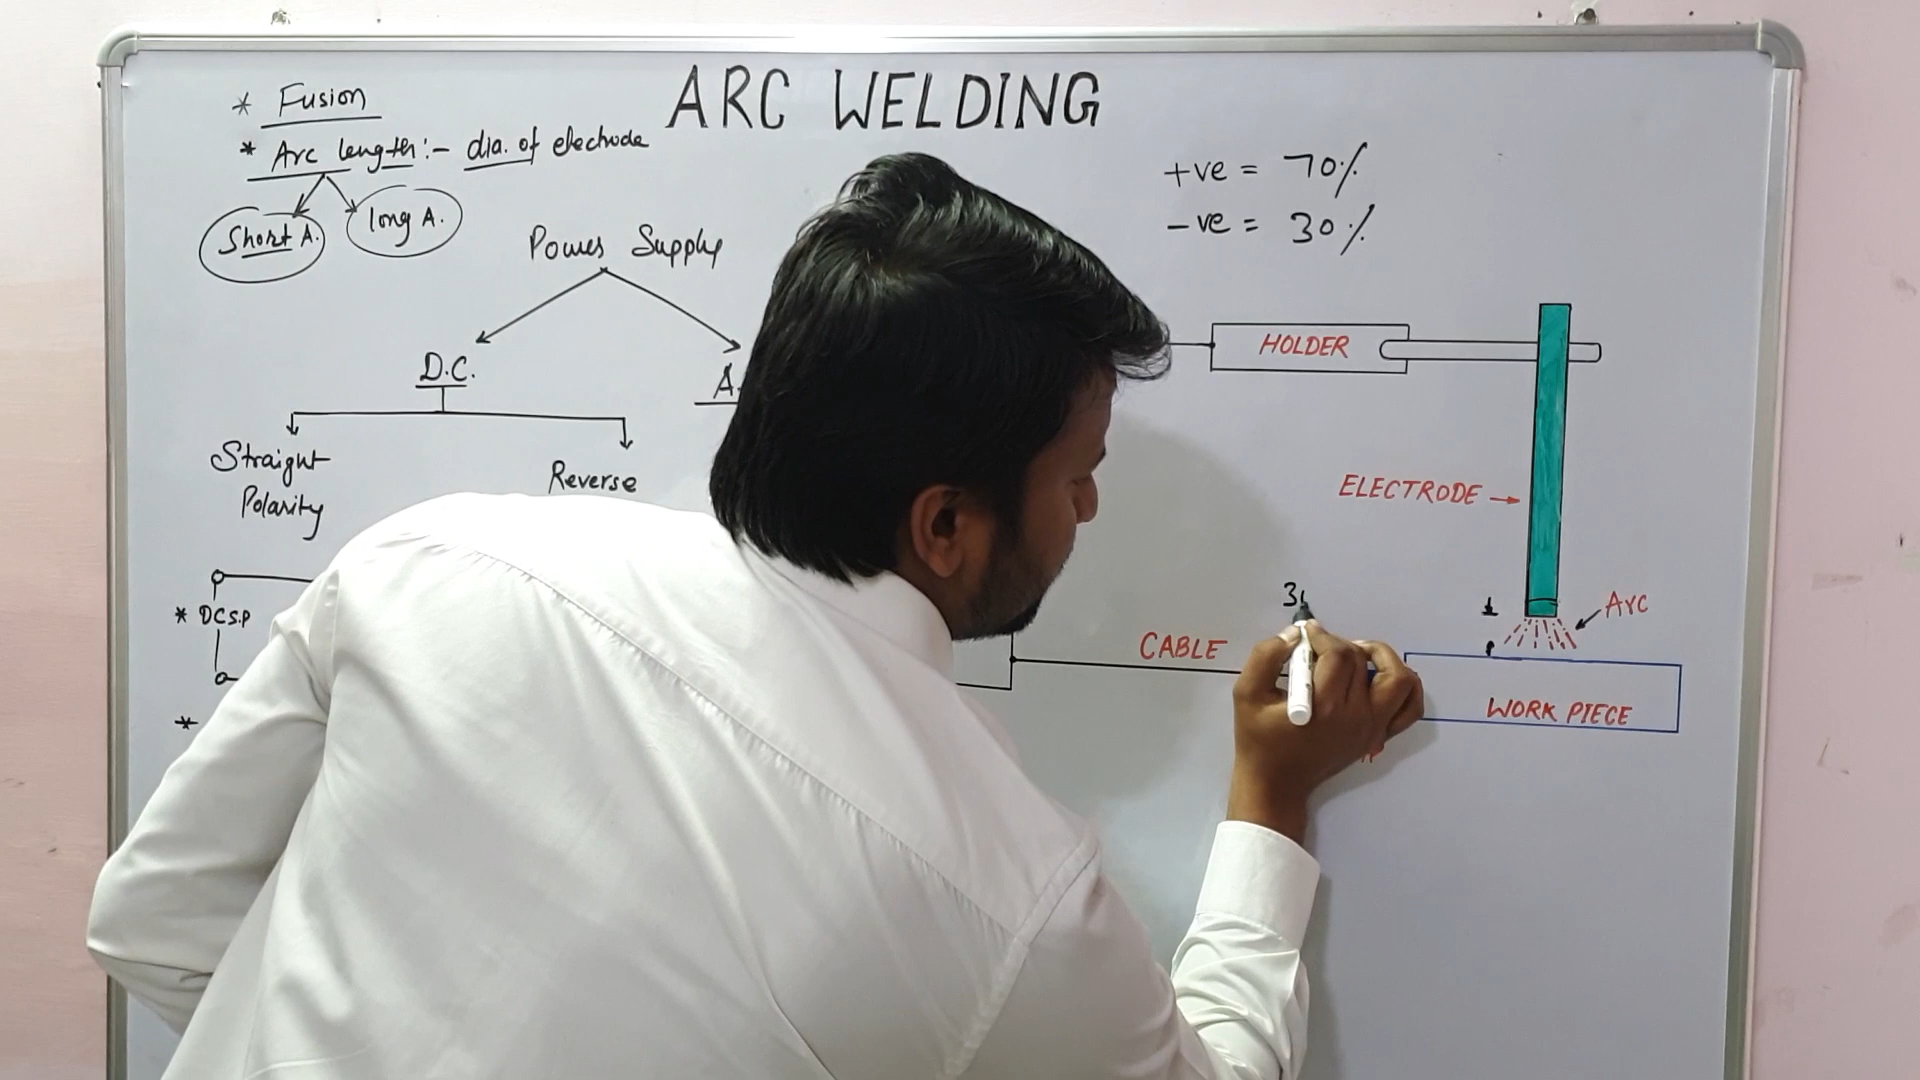 ARC WELDING
* Fusion
* Arc length:- dia. of electrode
Short A.
long A.
Power Supply
D.C.
A.
Straight
Polarity
Reverse
* DCS.P
*
+ve = 70%
-ve = 30%
HOLDER
ELECTRODE
Arc
CABLE
WORK PIECE